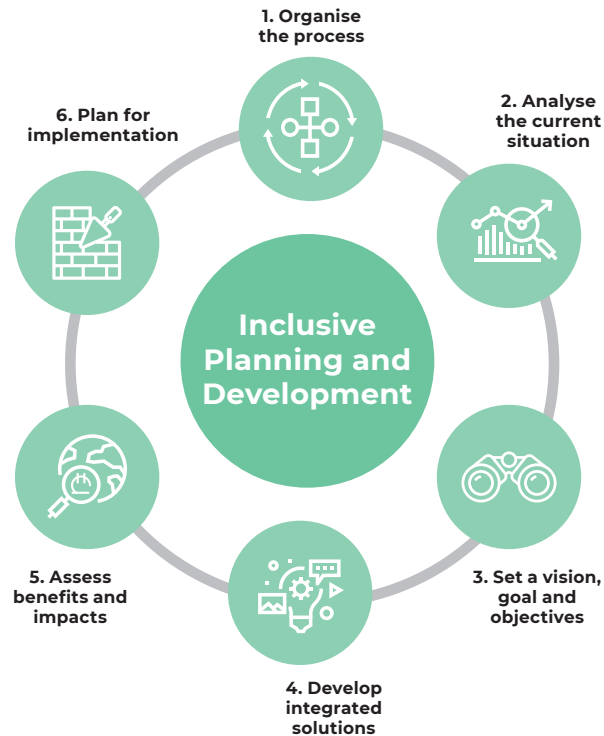 1. Organise
the process
2. Analyse
the current
situation
3. Set a vision,
goal and
objectives
4. Develop
integrated
solutions
5. Assess
benefits and
impacts
6. Plan for
implementation
Inclusive
Planning and
Development